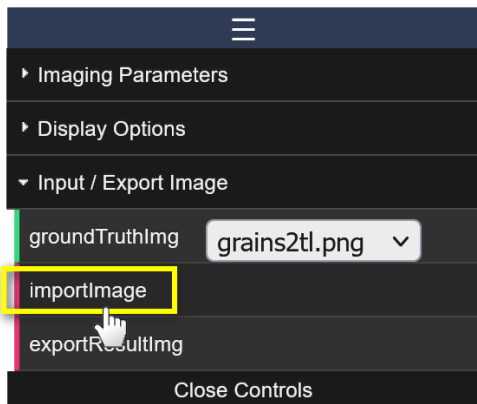 Imaging Parameters
Display Options
Input / Export Image
groundTruthImg grains2tl.png
importImage
exportResultImg
Close Controls